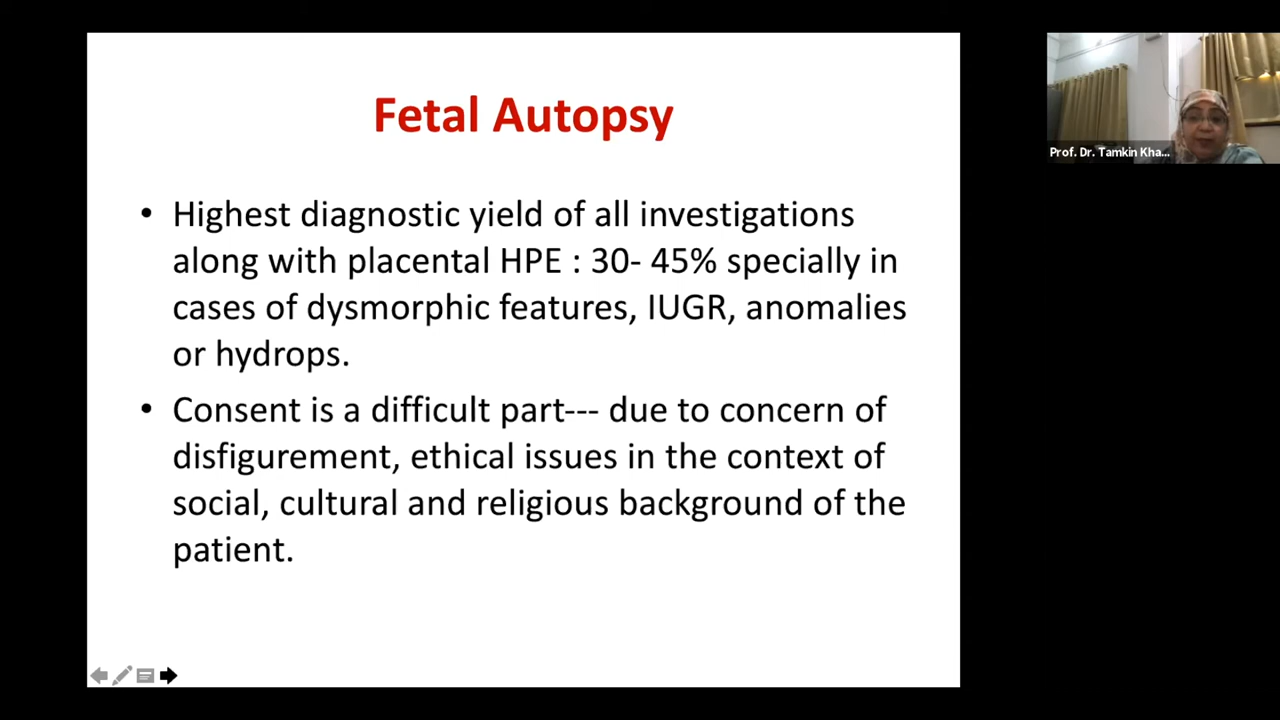 Fetal Autopsy
• Highest diagnostic yield of all investigations
along with placental HPE : 30- 45% specially in
cases of dysmorphic features, IUGR, anomalies
or hydrops.
• Consent is a difficult part--- due to concern of
disfigurement, ethical issues in the context of
social, cultural and religious background of the
patient.
Prof. Dr. Tamkin Kha...